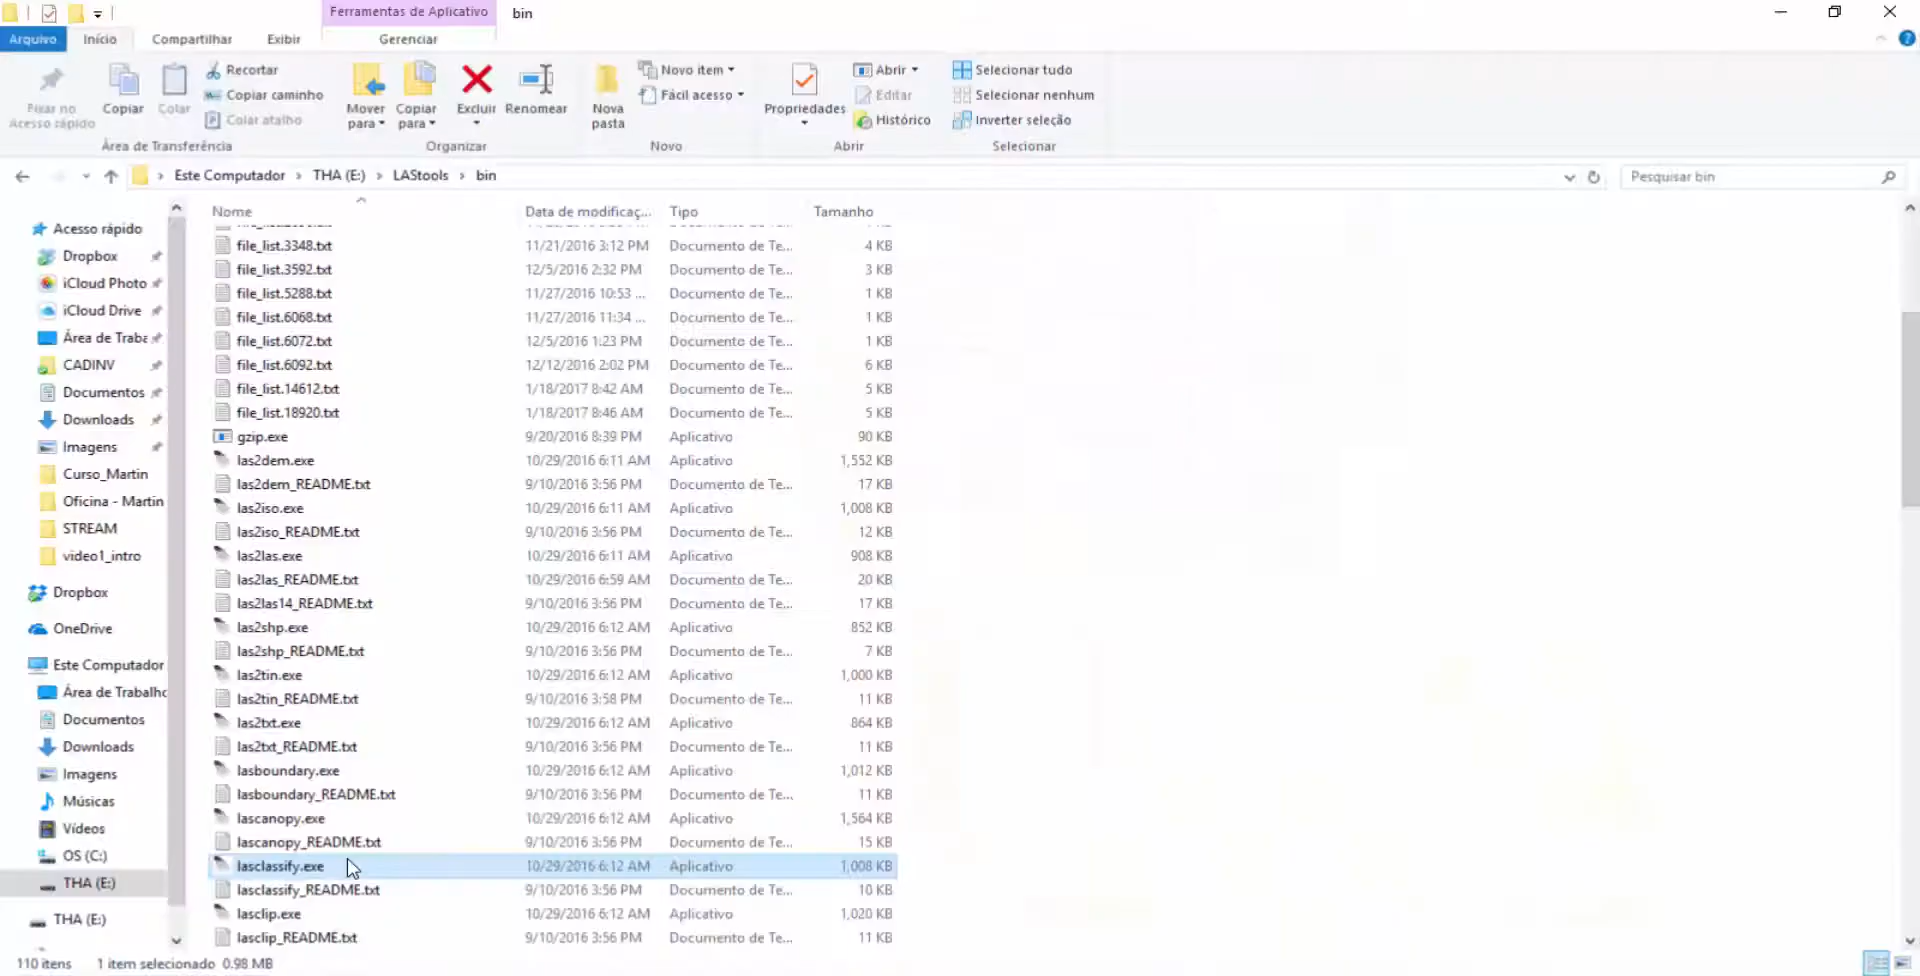 Ferramentas de Aplicativo bin
Arquivo Início Compartilhar Exibir Gerenciar
Fixar no Acesso rápido
Copiar
Colar
Recortar
Copiar caminho
Colar atalho
Área de Transferência
Mover para
Copiar para
Excluir
Renomear
Organizar
Nova pasta
Novo item
Fácil acesso
Novo
Propriedades
Abrir
Editar
Histórico
Abrir
Selecionar tudo
Selecionar nenhum
Inverter seleção
Selecionar
Este Computador > THA (E:) > LAStools > bin
Pesquisar bin
Acesso rápido
Dropbox
iCloud Photo
iCloud Drive
Área de Traba
CADINV
Documentos
Downloads
Imagens
Curso_Martin
Oficina - Martin
STREAM
video1_intro
Dropbox
OneDrive
Este Computador
Área de Trabalho
Documentos
Downloads
Imagens
Músicas
Vídeos
OS (C:)
THA (E:)
THA (E:)
Nome Data de modificaç... Tipo Tamanho
file_list.3348.txt 11/21/2016 3:12 PM Documento de Te... 4 KB
file_list.3592.txt 12/5/2016 2:32 PM Documento de Te... 3 KB
file_list.5288.txt 11/27/2016 10:53 ... Documento de Te... 1 KB
file_list.6068.txt 11/27/2016 11:34 ... Documento de Te... 1 KB
file_list.6072.txt 12/5/2016 1:23 PM Documento de Te... 1 KB
file_list.6092.txt 12/12/2016 2:02 PM Documento de Te... 6 KB
file_list.14612.txt 1/18/2017 8:42 AM Documento de Te... 5 KB
file_list.18920.txt 1/18/2017 8:46 AM Documento de Te... 5 KB
gzip.exe 9/20/2016 8:39 PM Aplicativo 90 KB
las2dem.exe 10/29/2016 6:11 AM Aplicativo 1,552 KB
las2dem_README.txt 9/10/2016 3:56 PM Documento de Te... 17 KB
las2iso.exe 10/29/2016 6:11 AM Aplicativo 1,008 KB
las2iso_README.txt 9/10/2016 3:56 PM Documento de Te... 12 KB
las2las.exe 10/29/2016 6:11 AM Aplicativo 908 KB
las2las_README.txt 10/29/2016 6:59 AM Documento de Te... 20 KB
las2las14_README.txt 9/10/2016 3:56 PM Documento de Te... 17 KB
las2shp.exe 10/29/2016 6:12 AM Aplicativo 852 KB
las2shp_README.txt 9/10/2016 3:56 PM Documento de Te... 7 KB
las2tin.exe 10/29/2016 6:12 AM Aplicativo 1,000 KB
las2tin_README.txt 9/10/2016 3:58 PM Documento de Te... 11 KB
las2txt.exe 10/29/2016 6:12 AM Aplicativo 864 KB
las2txt_README.txt 9/10/2016 3:56 PM Documento de Te... 11 KB
lasboundary.exe 10/29/2016 6:12 AM Aplicativo 1,012 KB
lasboundary_README.txt 9/10/2016 3:56 PM Documento de Te... 11 KB
lascanopy.exe 10/29/2016 6:12 AM Aplicativo 1,564 KB
lascanopy_README.txt 9/10/2016 3:56 PM Documento de Te... 15 KB
lasclassify.exe 10/29/2016 6:12 AM Aplicativo 1,008 KB
lasclassify_README.txt 9/10/2016 3:56 PM Documento de Te... 10 KB
lasclip.exe 10/29/2016 6:12 AM Aplicativo 1,020 KB
lasclip_README.txt 9/10/2016 3:56 PM Documento de Te... 11 KB
110 itens 1 item selecionado 0.98 MB